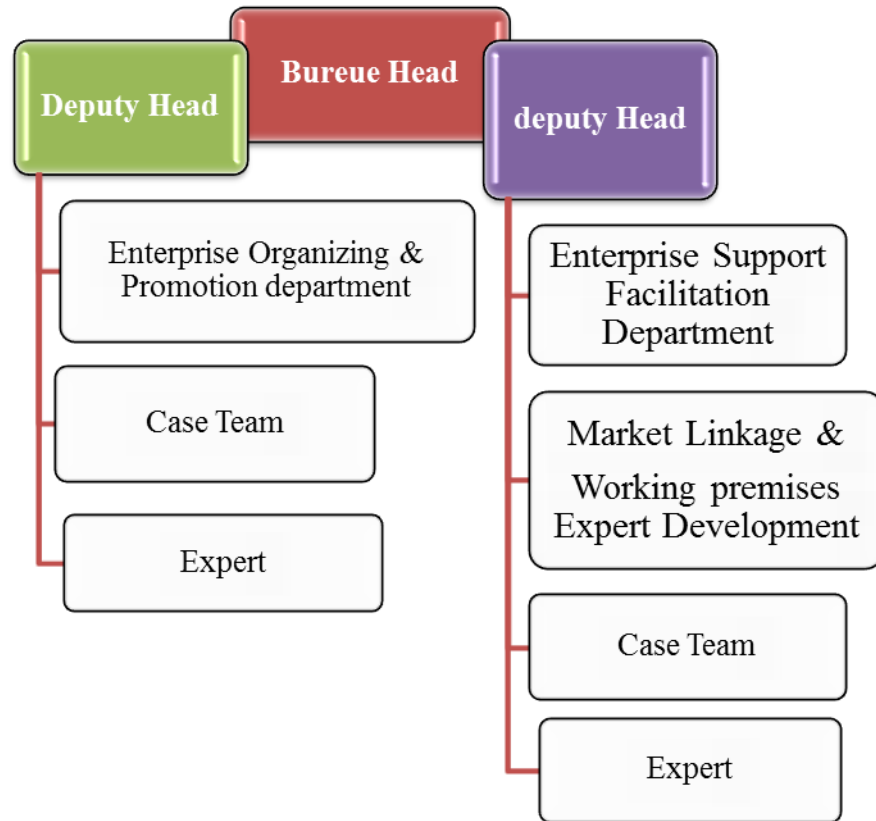 Bureue Head
Deputy Head
deputy Head
Enterprise Organizing &
Promotion department
Case Team
Expert
Enterprise Support
Facilitation
Department
Market Linkage &
Working premises
Expert Development
Case Team
Expert